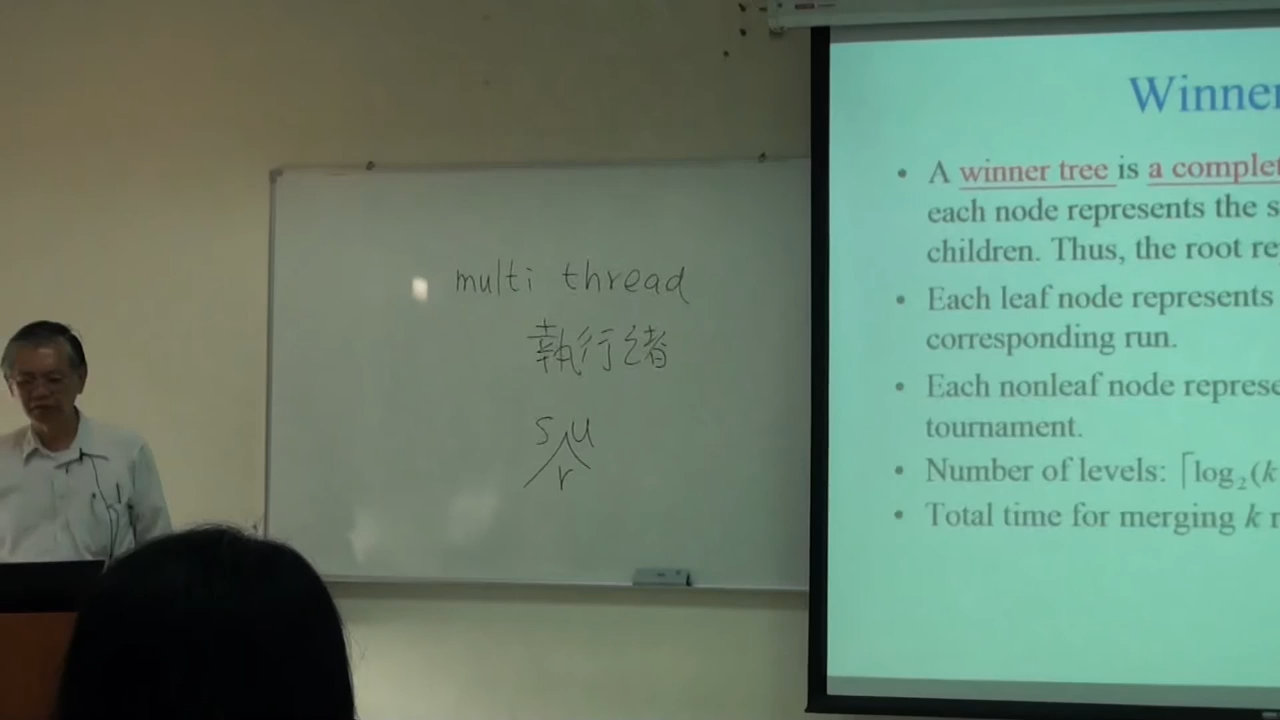 multi thread
執行緒
s u
r
Winner
• A winner tree is a complet
each node represents the s
children. Thus, the root re
• Each leaf node represents
corresponding run.
• Each nonleaf node represe
tournament.
• Number of levels: ⌈log₂(k
• Total time for merging k r